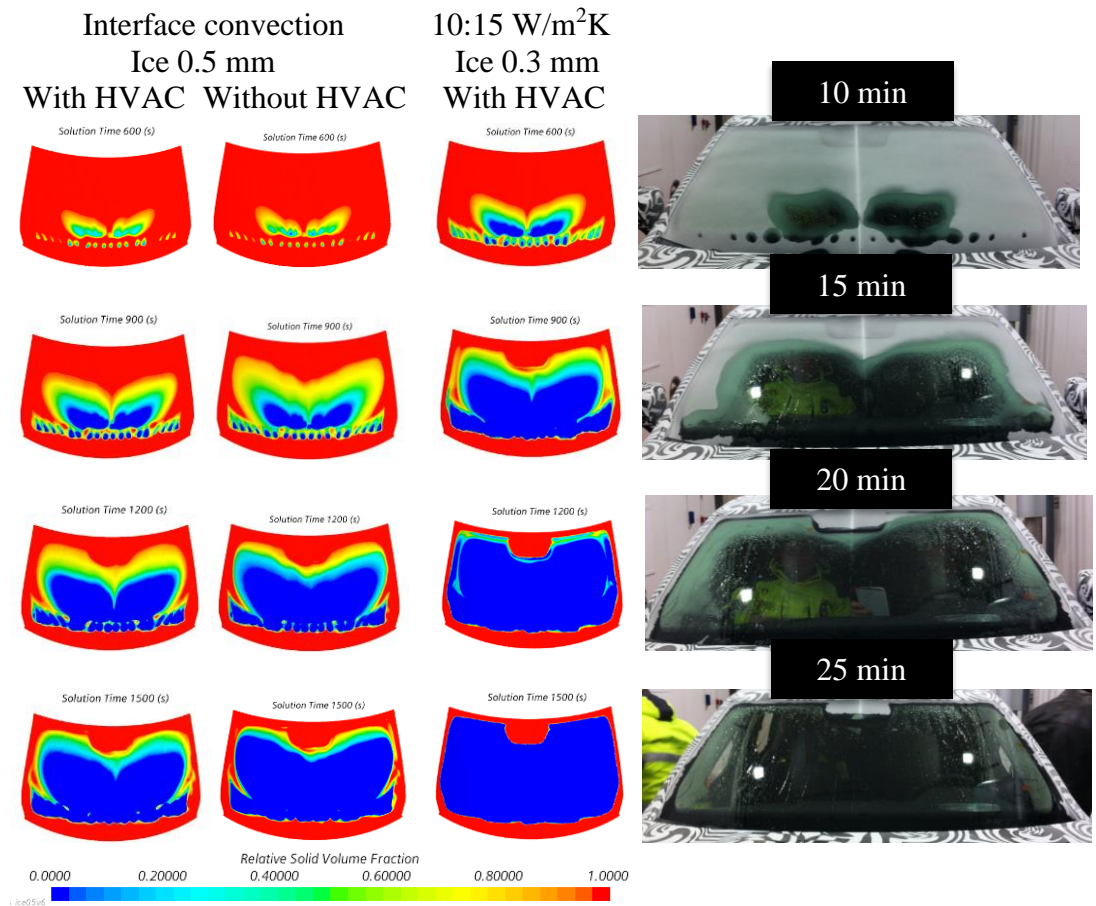 Interface convection
Ice 0.5 mm
With HVAC Without HVAC
10:15 W/m²K
Ice 0.3 mm
With HVAC
10 min
Solution Time 600 (s)
Solution Time 600 (s)
Solution Time 600 (s)
15 min
Solution Time 900 (s)
Solution Time 900 (s)
Solution Time 900 (s)
20 min
Solution Time 1200 (s)
Solution Time 1200 (s)
Solution Time 1200 (s)
25 min
Solution Time 1500 (s)
Solution Time 1500 (s)
Solution Time 1500 (s)
Relative Solid Volume Fraction
0.0000 0.20000 0.40000 0.60000 0.80000 1.0000